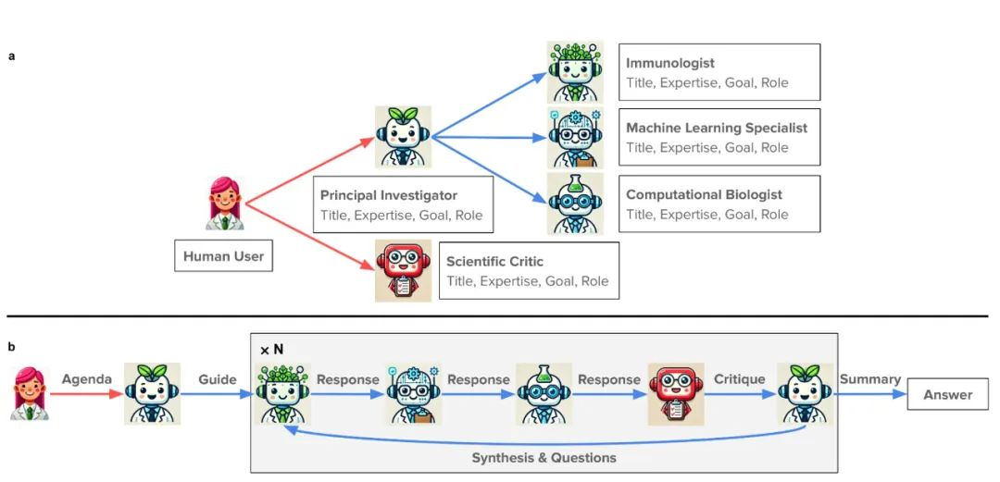 a
Immunologist
Title, Expertise, Goal, Role
Machine Learning Specialist
Title, Expertise, Goal, Role
Principal Investigator
Title, Expertise, Goal, Role
Computational Biologist
Title, Expertise, Goal, Role
Human User
Scientific Critic
Title, Expertise, Goal, Role
b
× N
Agenda
Guide
Response
Response
Response
Critique
Summary
Answer
Synthesis & Questions